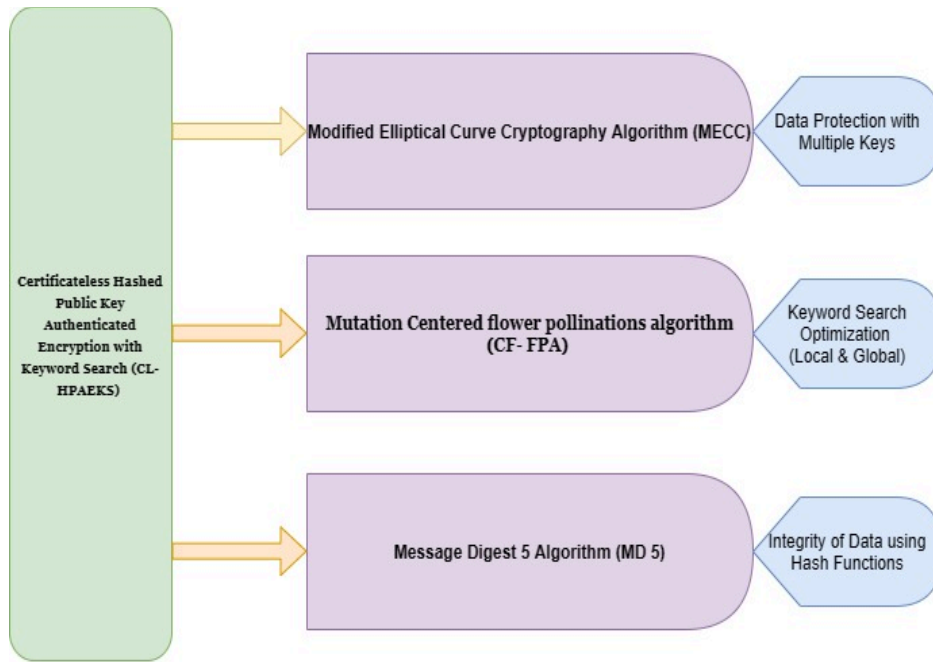 Certificateless Hashed
Public Key
Authenticated
Encryption with
Keyword Search (CL-
HPAEKS)
Modified Elliptical Curve Cryptography Algorithm (MECC)
Data Protection with
Multiple Keys
Mutation Centered flower pollinations algorithm
(CF- FPA)
Keyword Search
Optimization
(Local & Global)
Message Digest 5 Algorithm (MD 5)
Integrity of Data using
Hash Functions